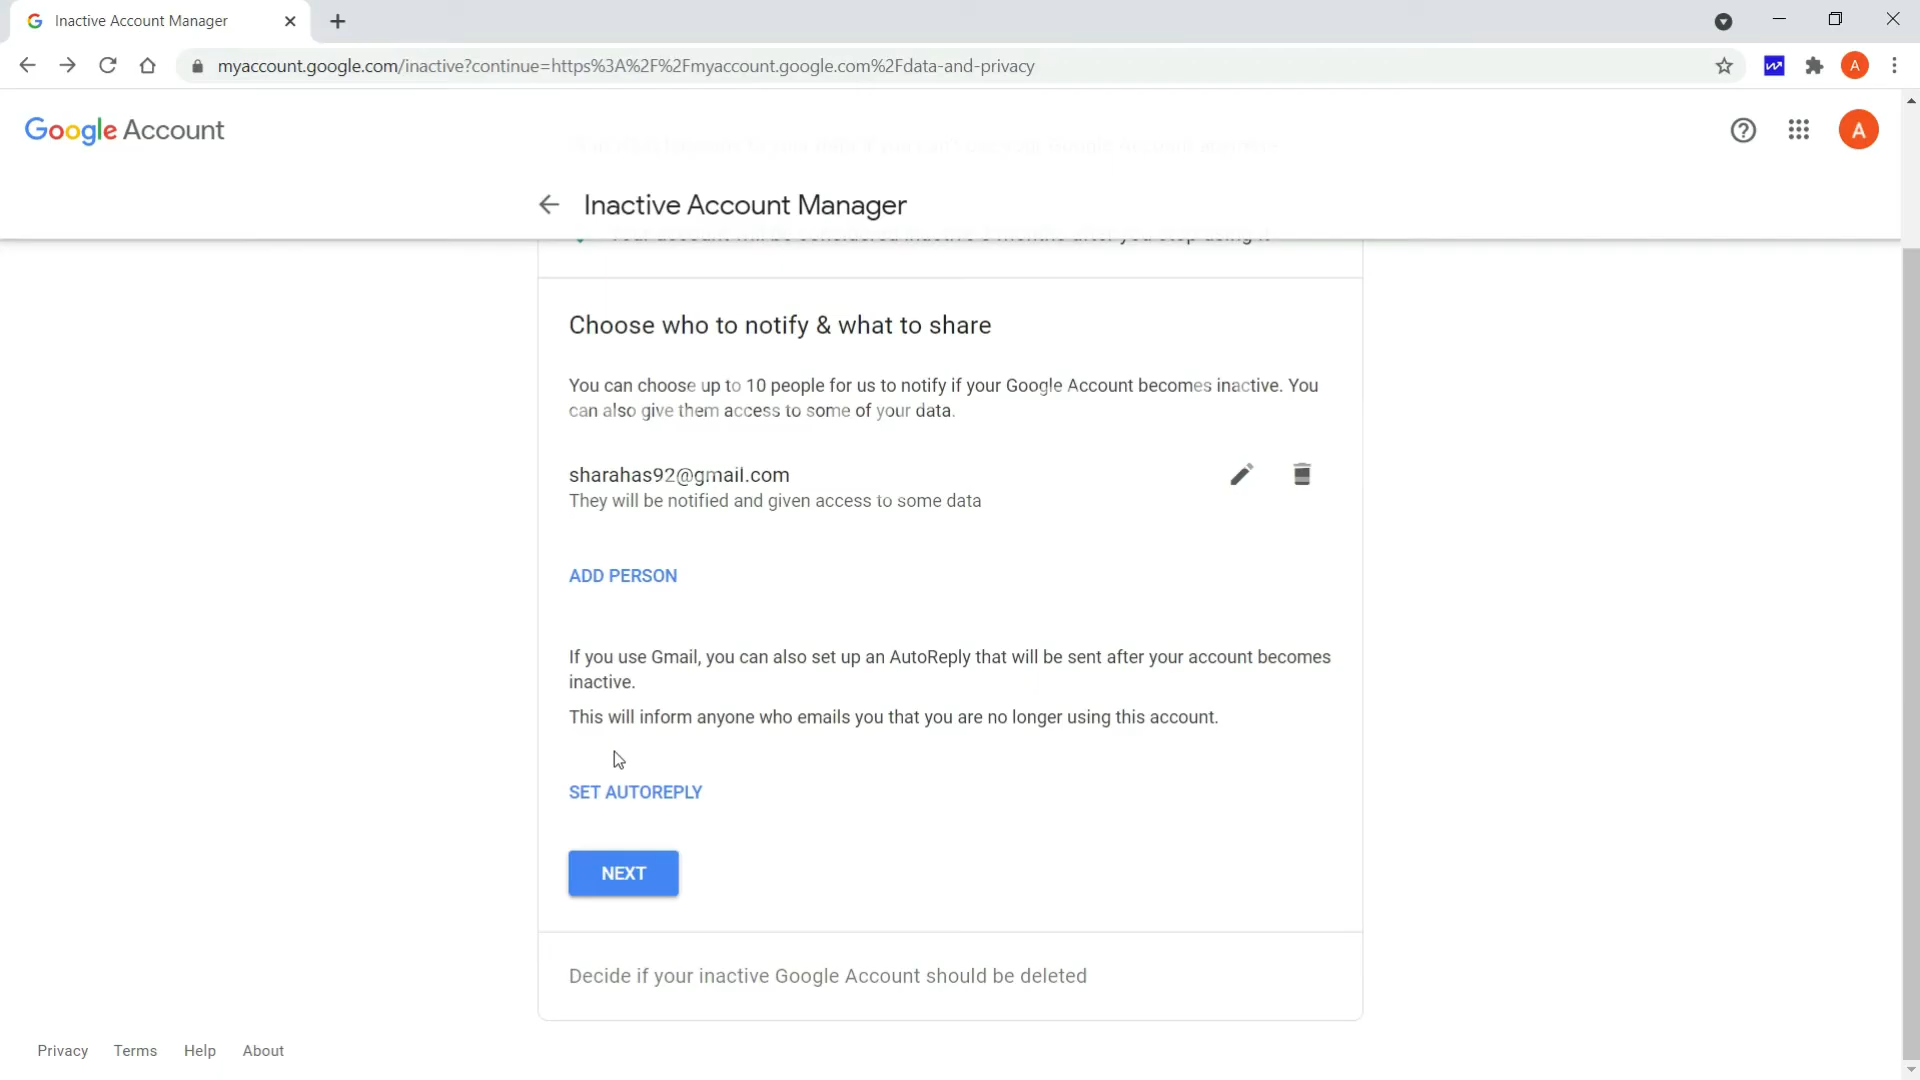 Inactive Account Manager
myaccount.google.com/inactive?continue=https%3A%2F%2Fmyaccount.google.com%2Fdata-and-privacy
A
Google Account
A
Inactive Account Manager
Choose who to notify & what to share
You can choose up to 10 people for us to notify if your Google Account becomes inactive. You
can also give them access to some of your data.
sharahas92@gmail.com
They will be notified and given access to some data
ADD PERSON
If you use Gmail, you can also set up an AutoReply that will be sent after your account becomes
inactive.
This will inform anyone who emails you that you are no longer using this account.
SET AUTOREPLY
NEXT
Decide if your inactive Google Account should be deleted
Privacy Terms Help About